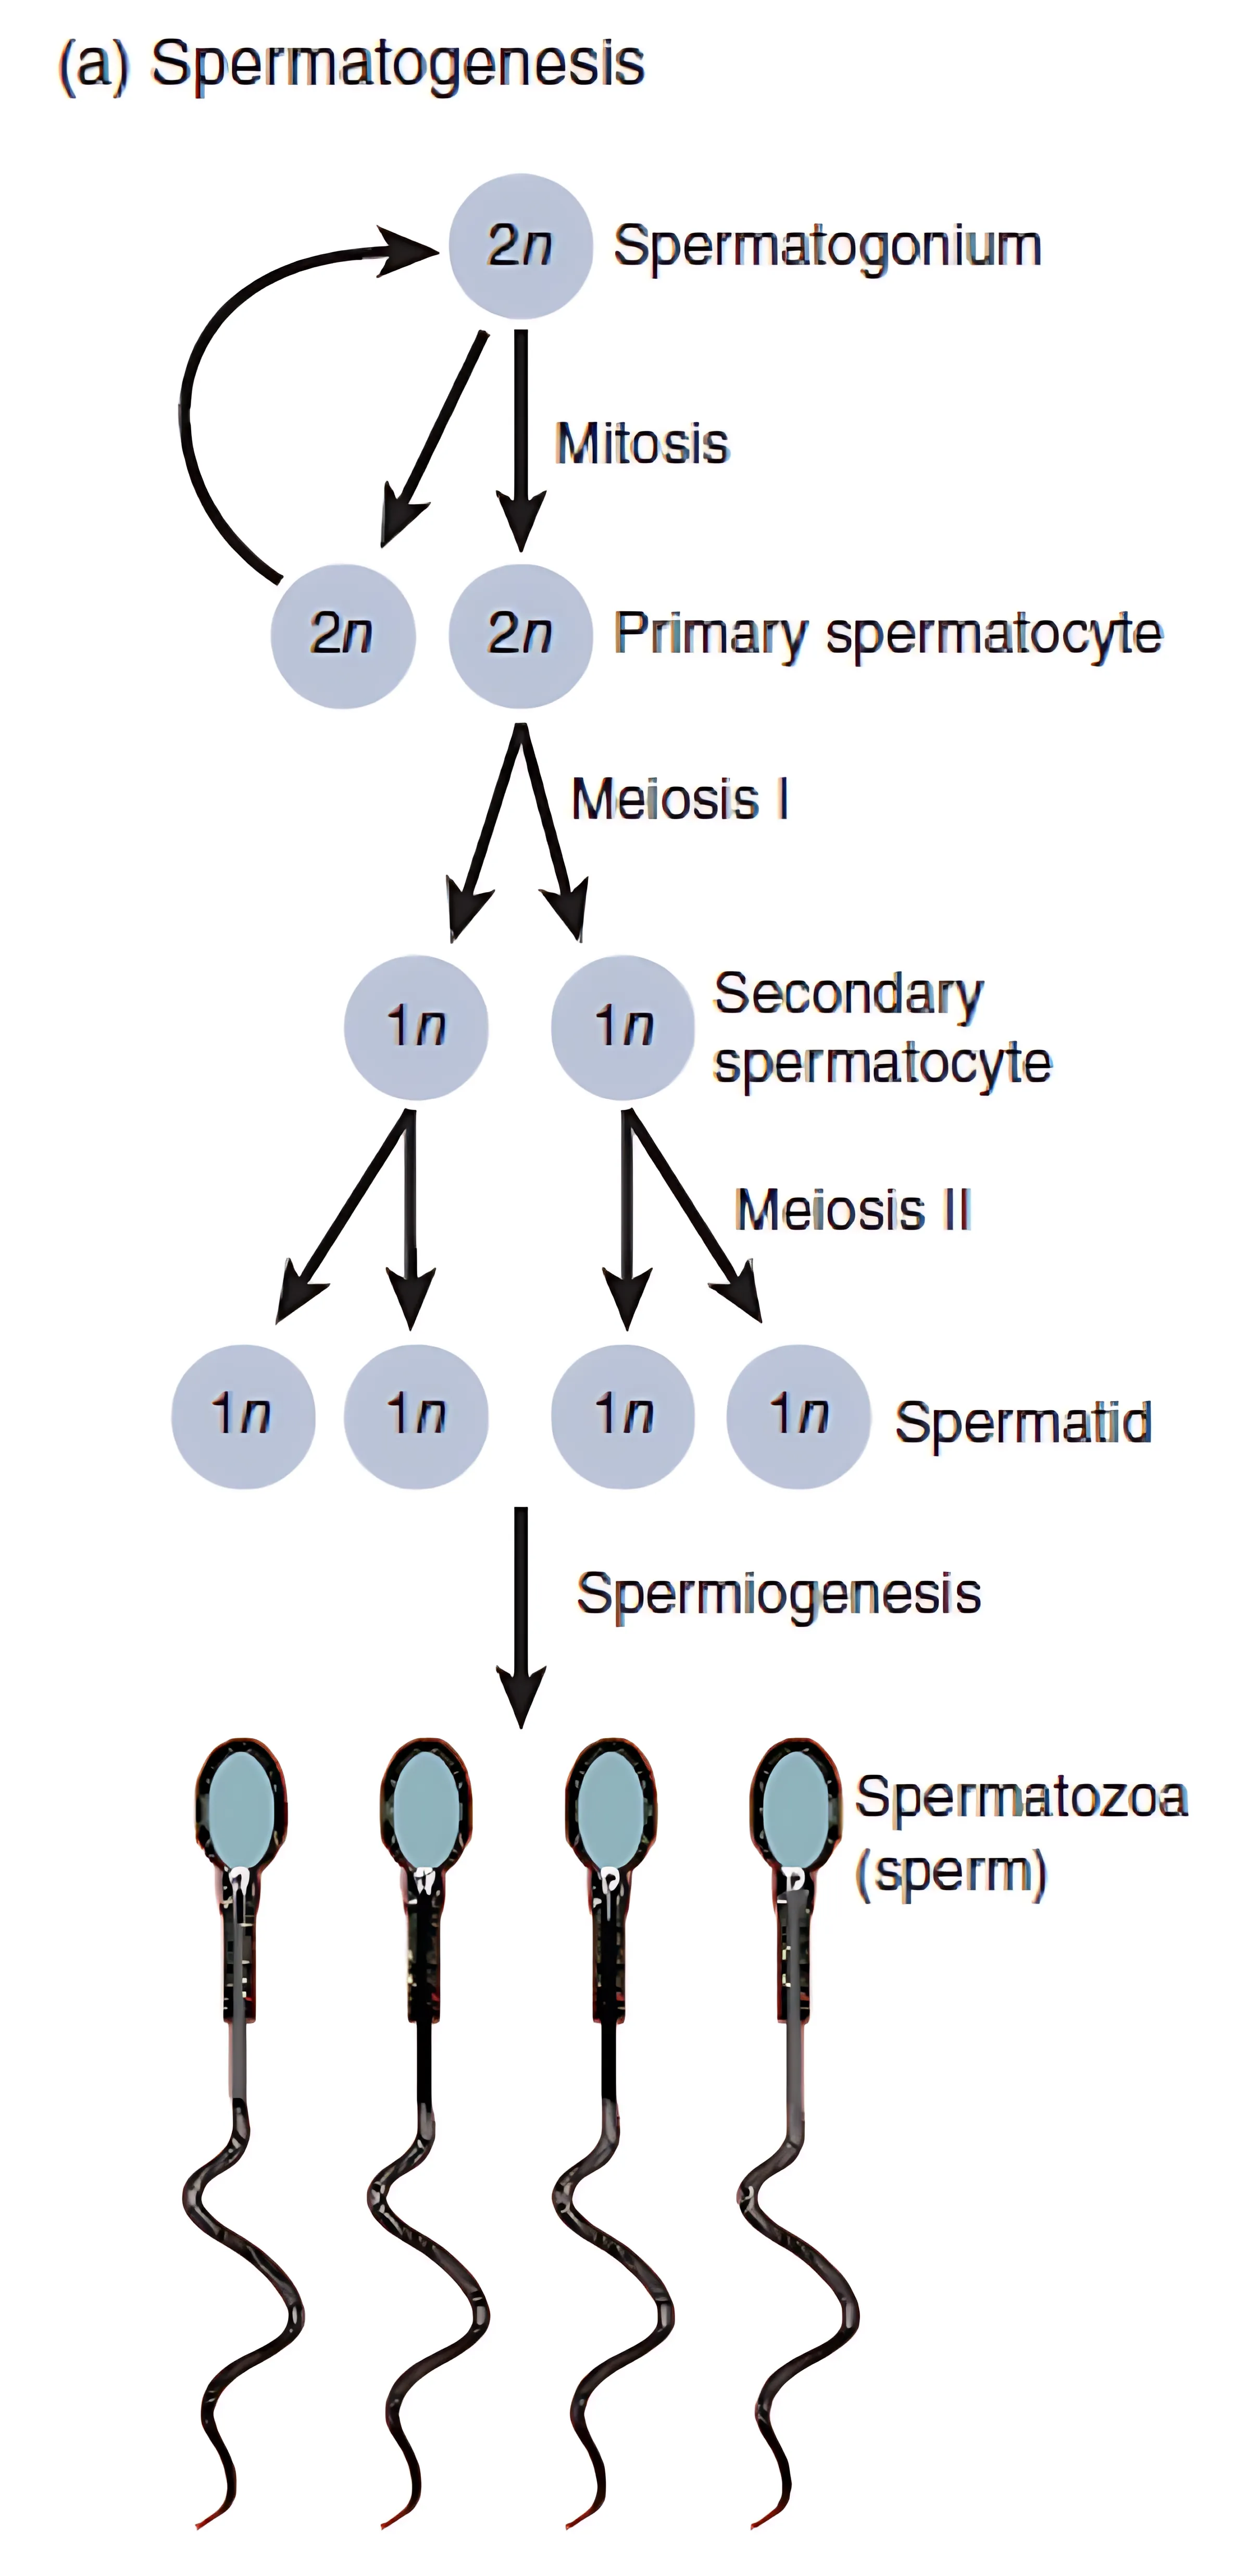 (a) Spermatogenesis
2n Spermatogonium
Mitosis
2n 2n Primary spermatocyte
Meiosis I
1n 1n Secondary
spermatocyte
Meiosis II
1n 1n 1n 1n Spermatid
Spermiogenesis
Spermatozoa
(sperm)